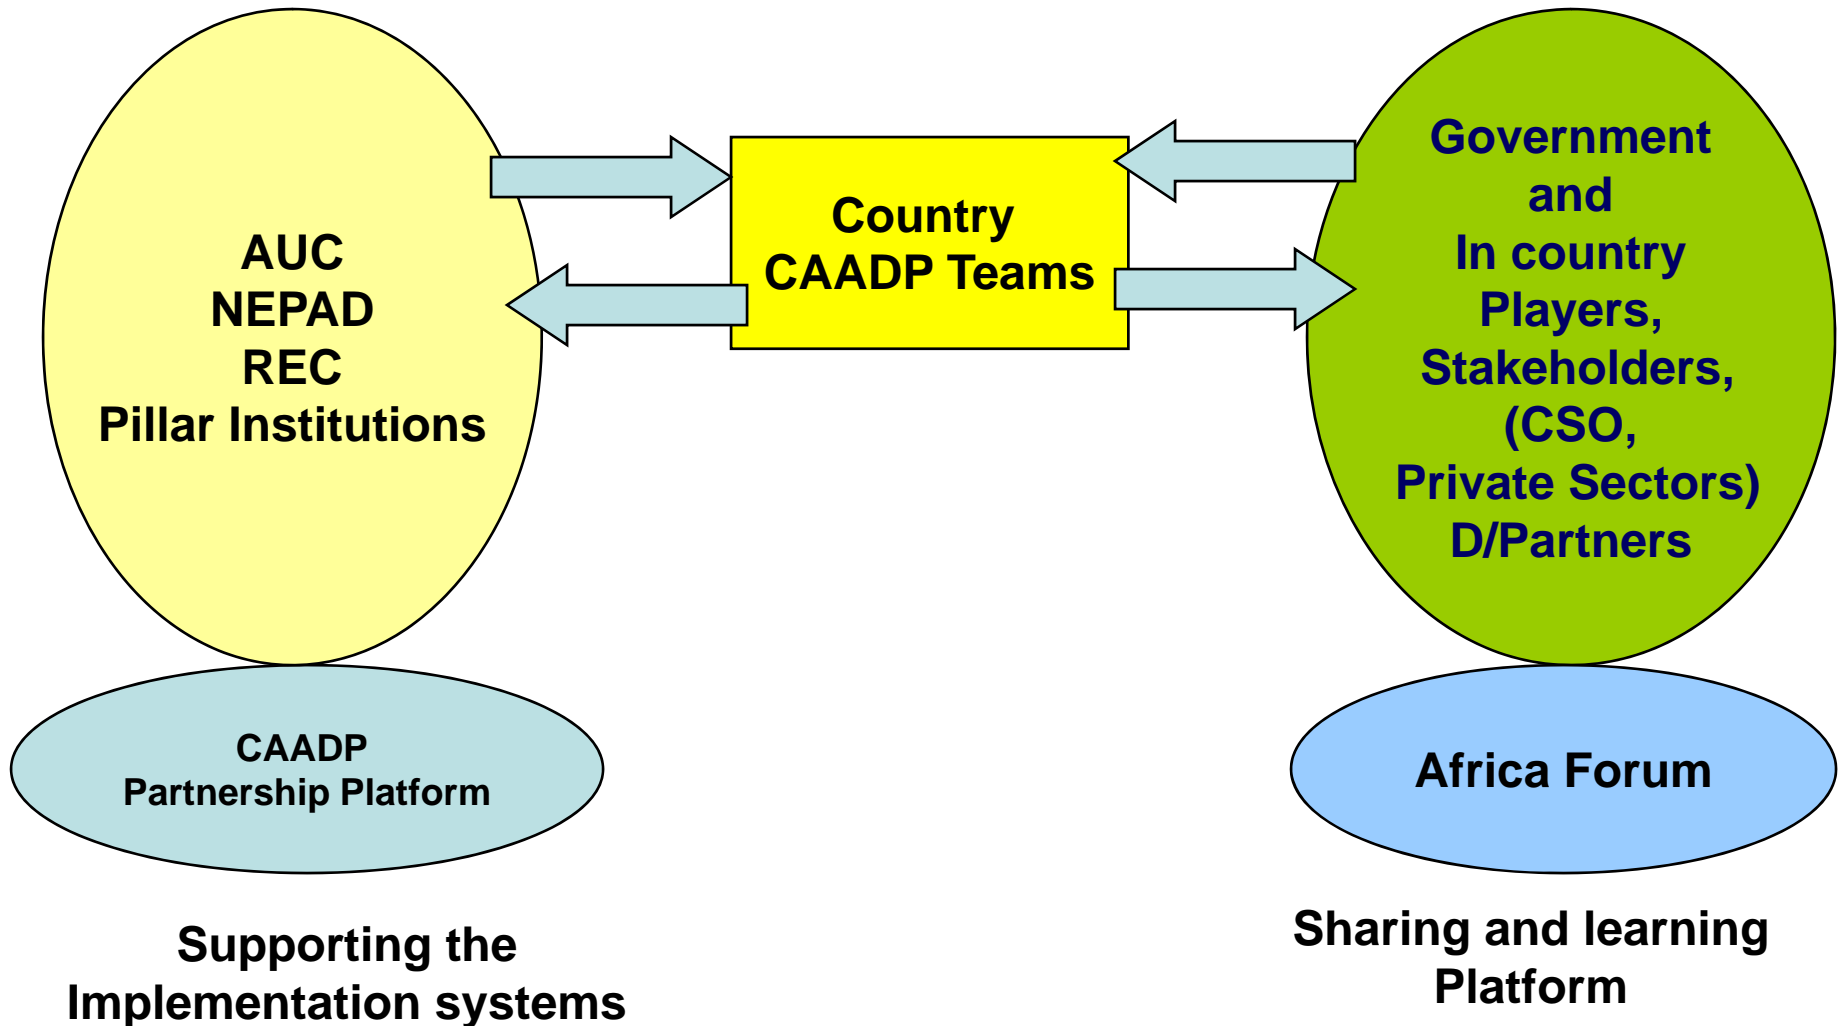 AUC
NEPAD
REC
Pillar Institutions
Country
CAADP Teams
Government
and
In country
Players,
Stakeholders,
(CSO,
Private Sectors)
D/Partners
CAADP
Partnership Platform
Africa Forum
Supporting the
Implementation systems
Sharing and learning
Platform